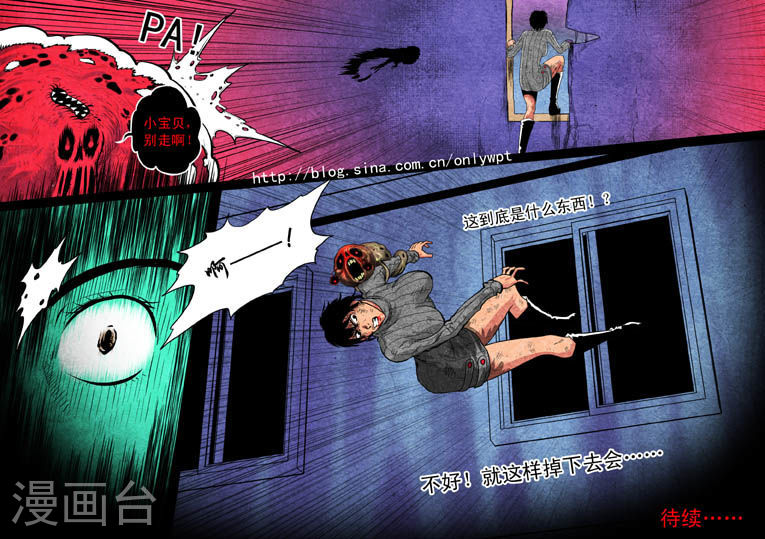 PA!
小宝贝,
别走啊!
http://blog.sina.com.cn/onlywpt
这到底是什么东西!?
——!
不好!就这样掉下去会……
漫画台
待续……